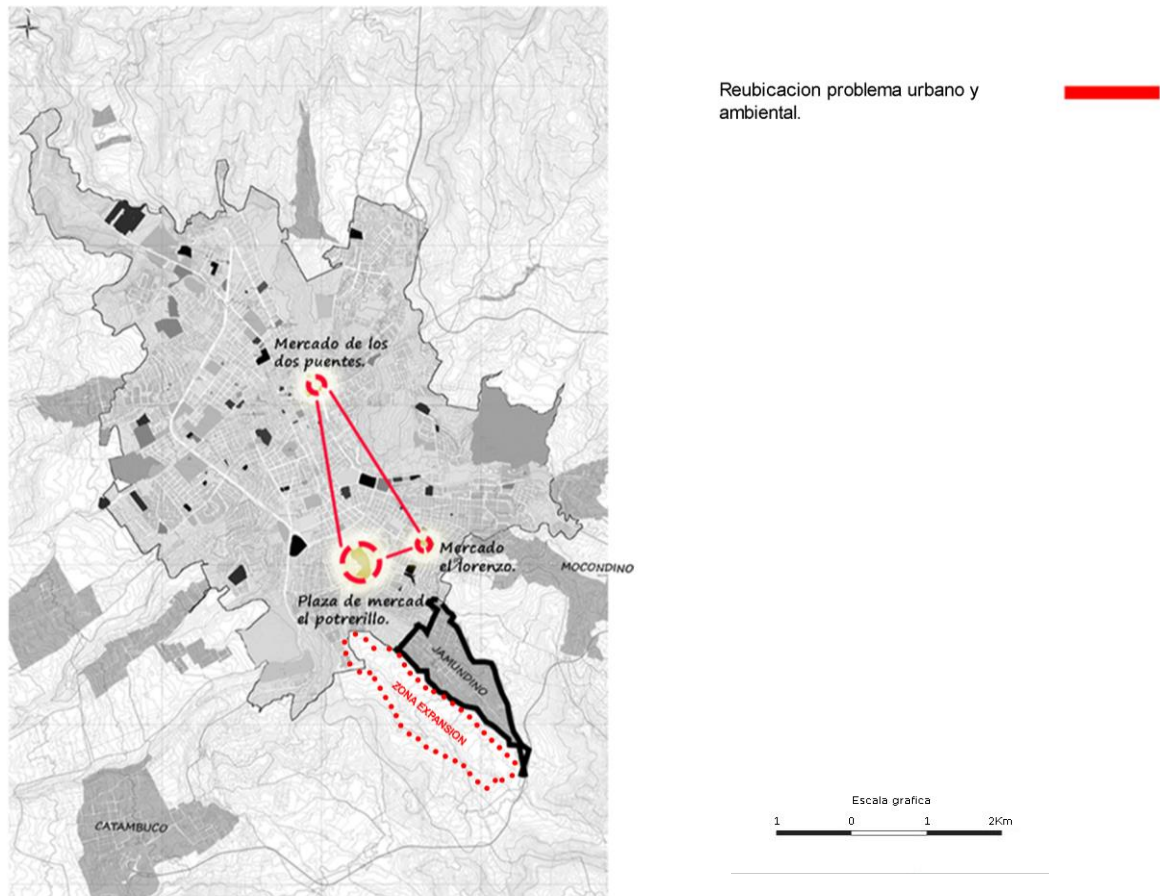 Reubicacion problema urbano y
ambiental.
Mercado de los
dos puentes.
Mercado
el lorenzo.
MOCONDINO
Plaza de mercad
el potrerillo.
JAMUNDINO
ZONA EXPANSION
CATAMBUCO
Escala grafica
1 0 1 2Km